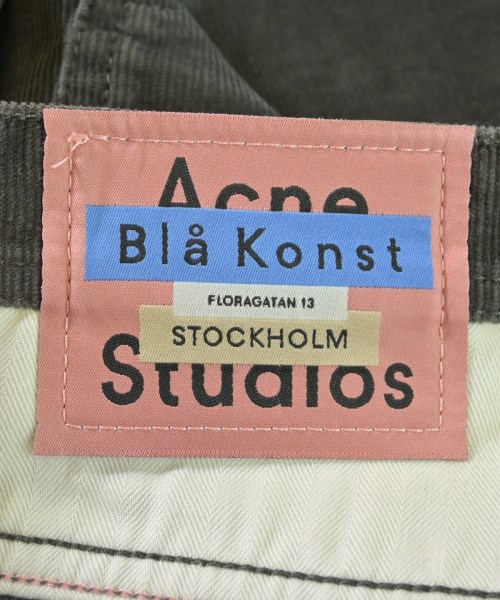 Acne
Blå Konst
FLORAGATAN 13
STOCKHOLM
Studios